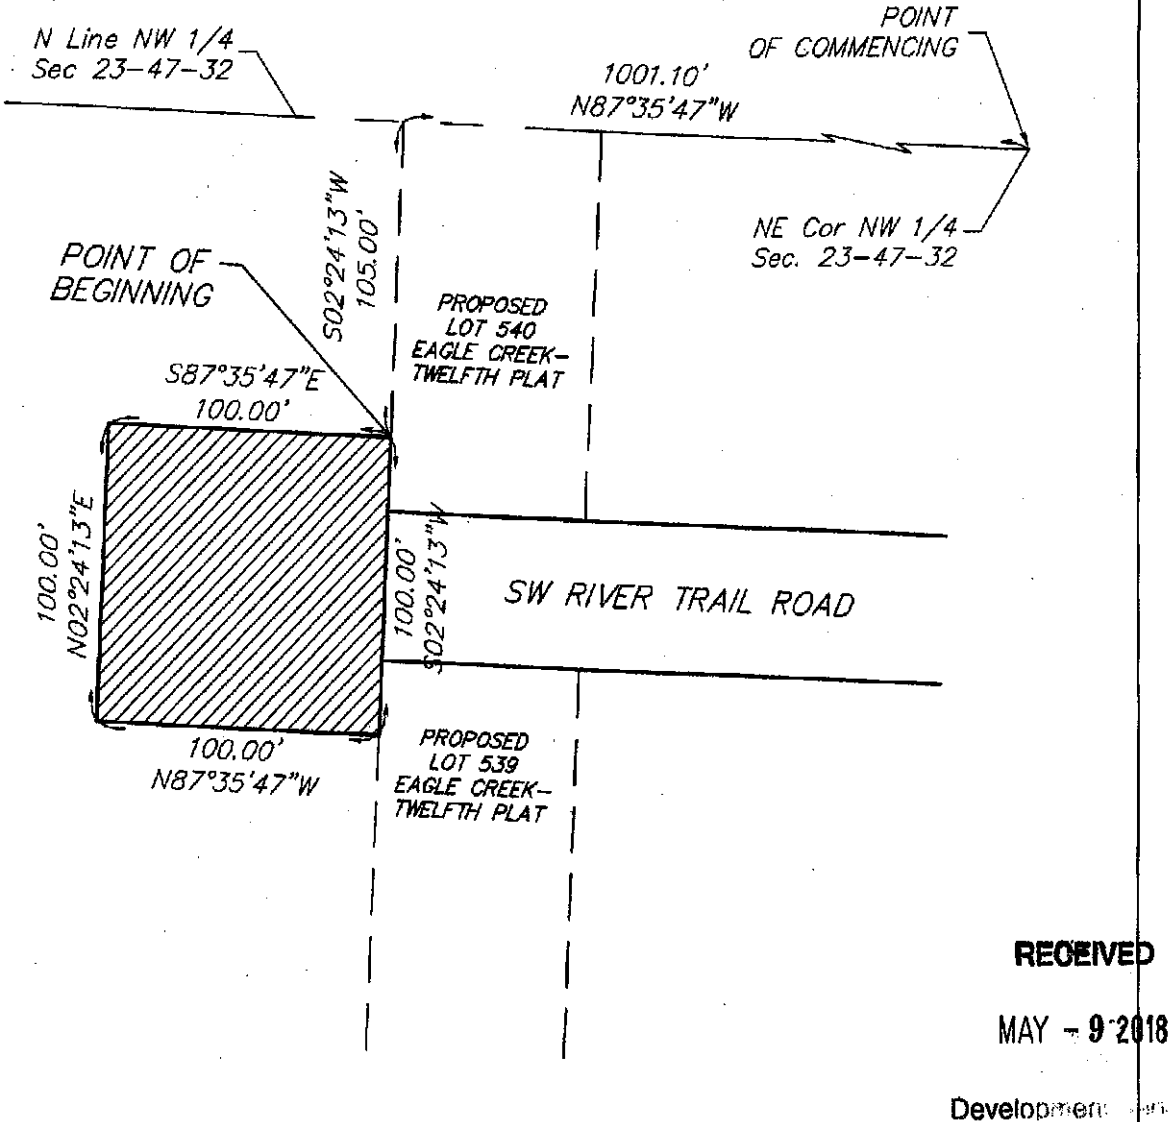 N Line NW 1/4
Sec 23-47-32
POINT
OF COMMENCING
1001.10'
N87°35'47"W
NE Cor NW 1/4
Sec. 23-47-32
S02°24'13"W
105.00'
POINT OF
BEGINNING
PROPOSED
LOT 540
EAGLE CREEK-
TWELFTH PLAT
S87°35'47"E
100.00'
100.00'
N02°24'13"E
100.00'
S02°24'13"W
SW RIVER TRAIL ROAD
100.00'
N87°35'47"W
PROPOSED
LOT 539
EAGLE CREEK-
TWELFTH PLAT
RECEIVED
MAY - 9 2018
Development